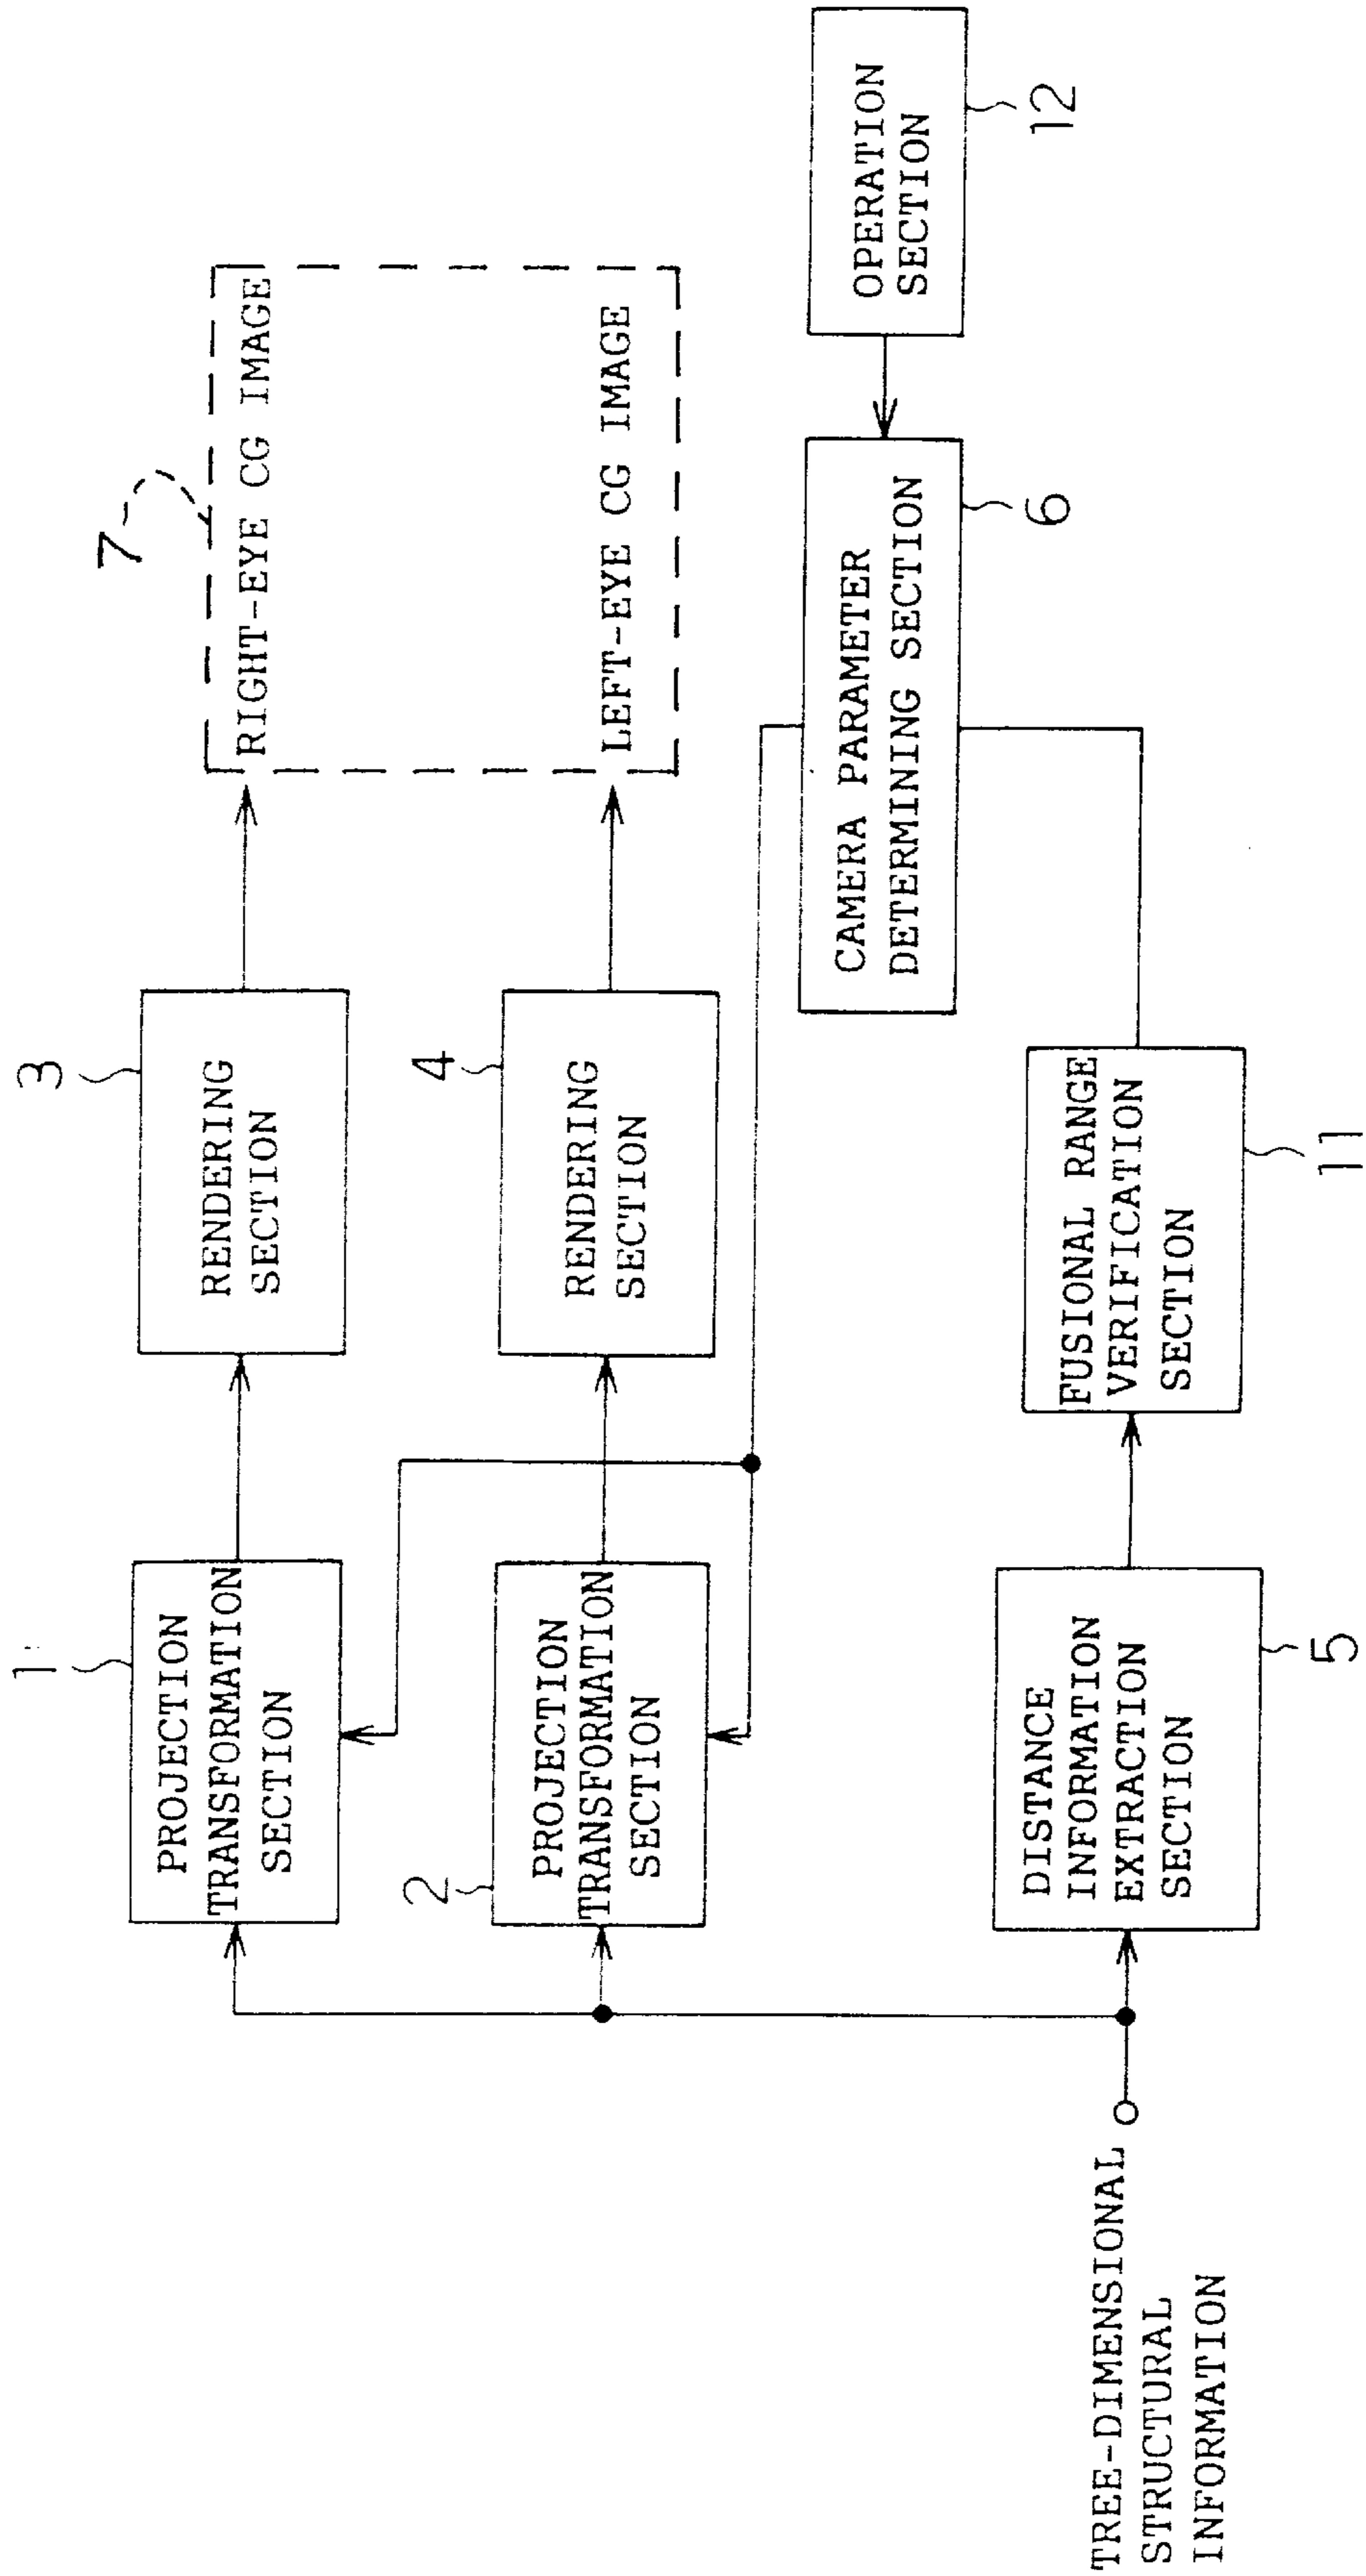 1
PROJECTION
TRANSFORMATION
SECTION
3
RENDERING
SECTION
7
RIGHT-EYE CG IMAGE
2
PROJECTION
TRANSFORMATION
SECTION
4
RENDERING
SECTION
LEFT-EYE CG IMAGE
CAMERA PARAMETER
DETERMINING SECTION
6
OPERATION
SECTION
12
DISTANCE
INFORMATION
EXTRACTION
SECTION
5
FUSIONAL RANGE
VERIFICATION
SECTION
11
TREE-DIMENSIONAL
STRUCTURAL
INFORMATION